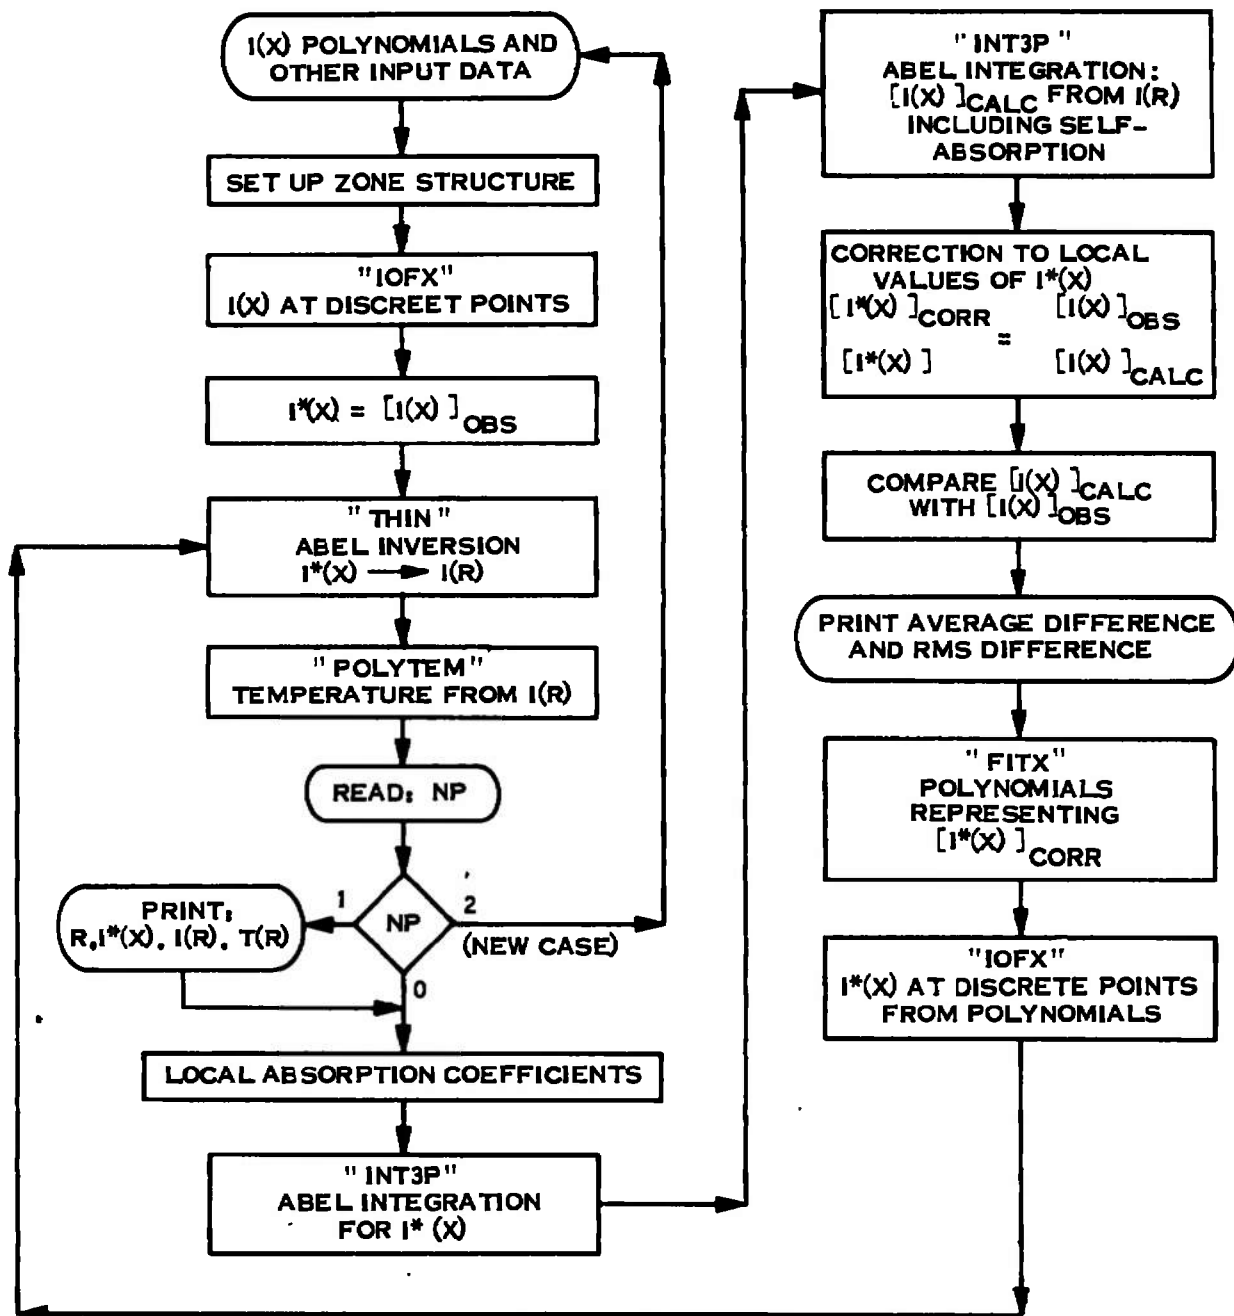 I(X) POLYNOMIALS AND
OTHER INPUT DATA
SET UP ZONE STRUCTURE
"IOFX"
I(X) AT DISCREET POINTS
I*(X) = [I(X)]OBS
"THIN"
ABEL INVERSION
I*(X) → I(R)
"POLYTEM"
TEMPERATURE FROM I(R)
READ: NP
NP
1
2
(NEW CASE)
0
PRINT:
R, I*(X). I(R). T(R)
LOCAL ABSORPTION COEFFICIENTS
"INT3P"
ABEL INTEGRATION
FOR I* (X)
"INT3P"
ABEL INTEGRATION:
[I(X)]CALC FROM I(R)
INCLUDING SELF-
ABSORPTION
CORRECTION TO LOCAL
VALUES OF I*(X)
[I*(X)]CORR [I(X)]OBS
=
[I*(X)] [I(X)]CALC
COMPARE [I(X)]CALC
WITH [I(X)]OBS
PRINT AVERAGE DIFFERENCE
AND RMS DIFFERENCE
"FITX"
POLYNOMIALS
REPRESENTING
[I*(X)]CORR
"IOFX"
I*(X) AT DISCRETE POINTS
FROM POLYNOMIALS